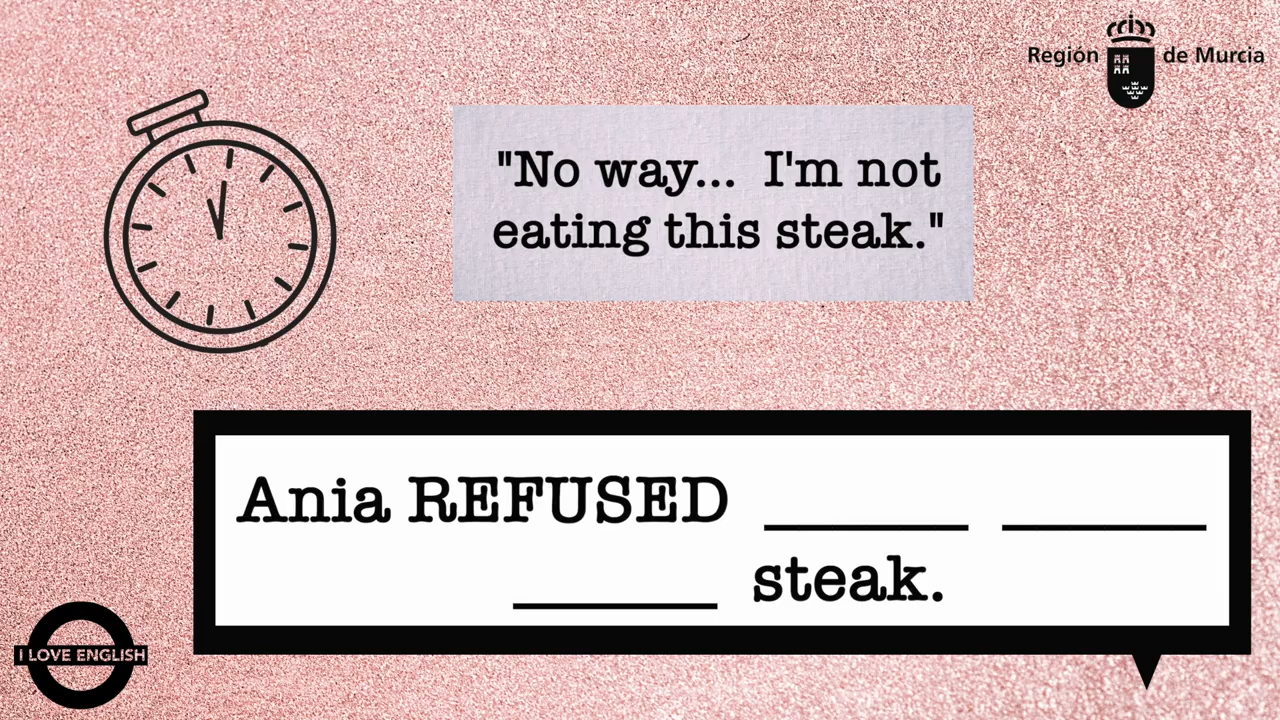 Región de Murcia
"No way... I'm not
eating this steak."
Ania REFUSED ______ ______
______ steak.
I LOVE ENGLISH